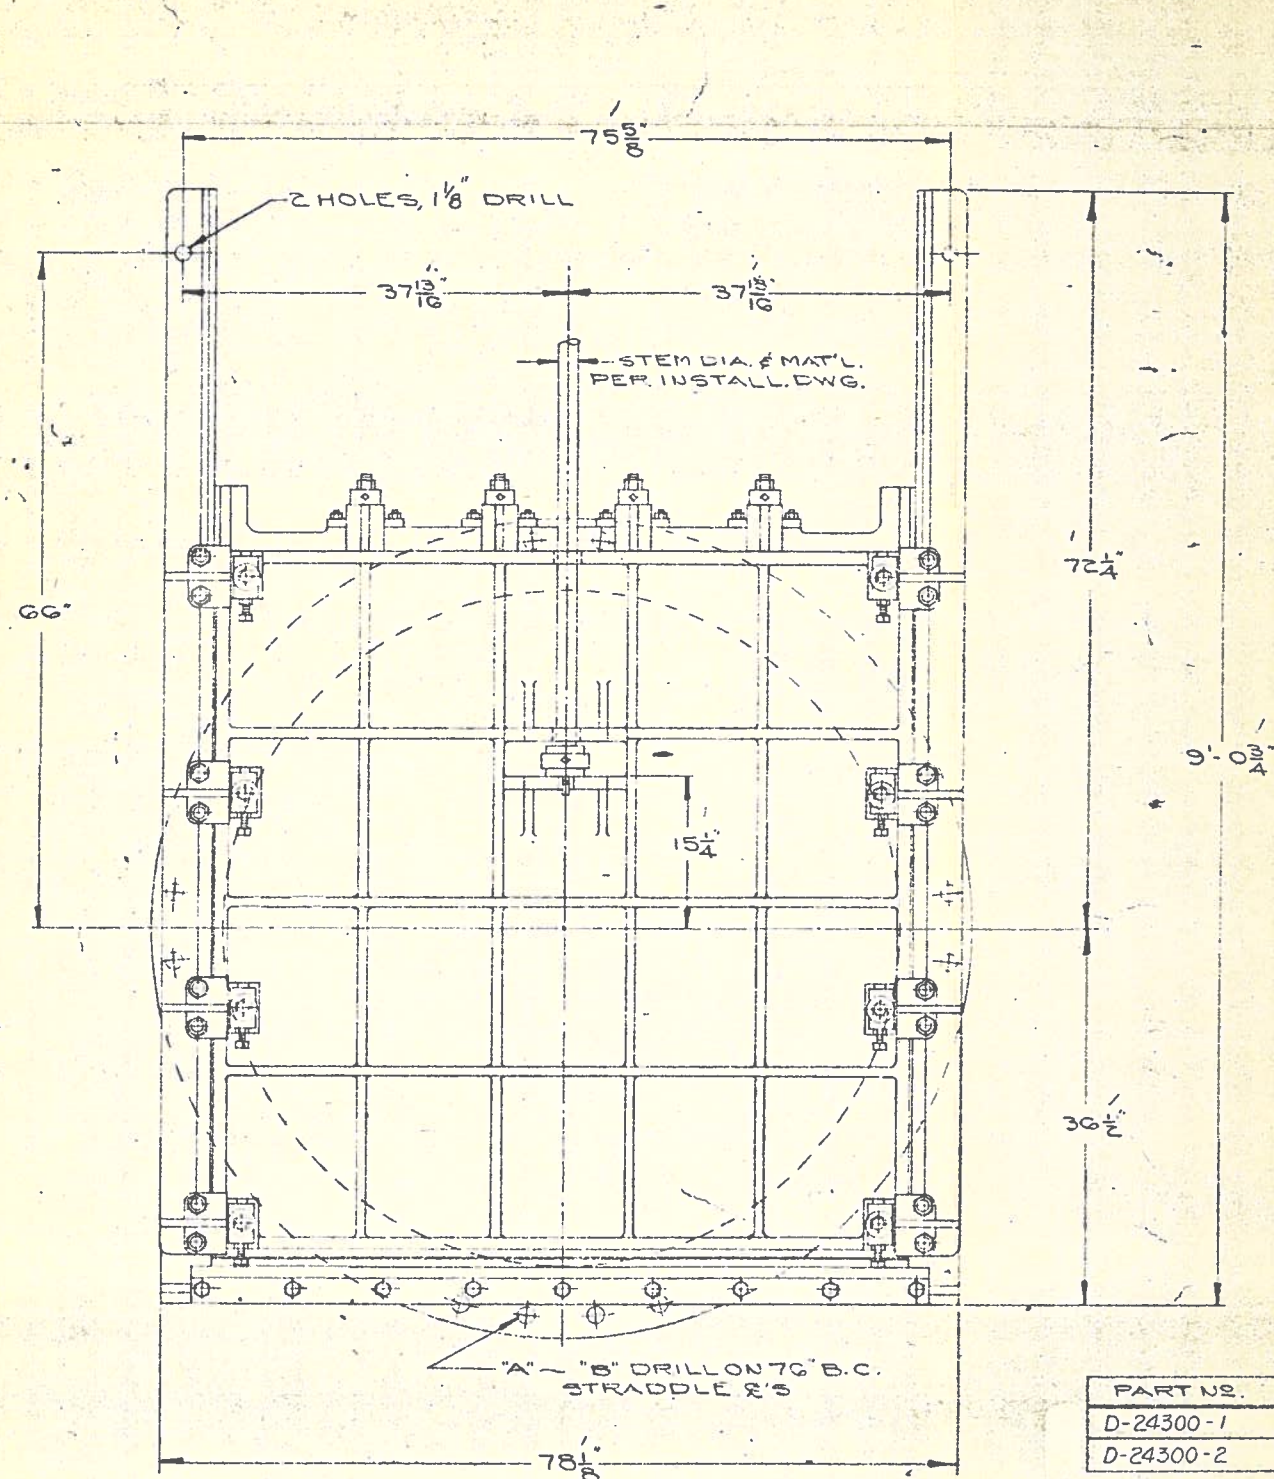 75 5/8"
2 HOLES, 1 1/8" DRILL
37 13/16"
37 13/16"
STEM DIA. & MAT'L.
PER. INSTALL. DWG.
72 1/4"
66"
9'-0 3/4"
15 1/4"
36 1/2"
"A" ~ "B" DRILL ON 76" B.C.
STRADDLE ℄'S
78 1/8"
PART NO.
D-24300-1
D-24300-2